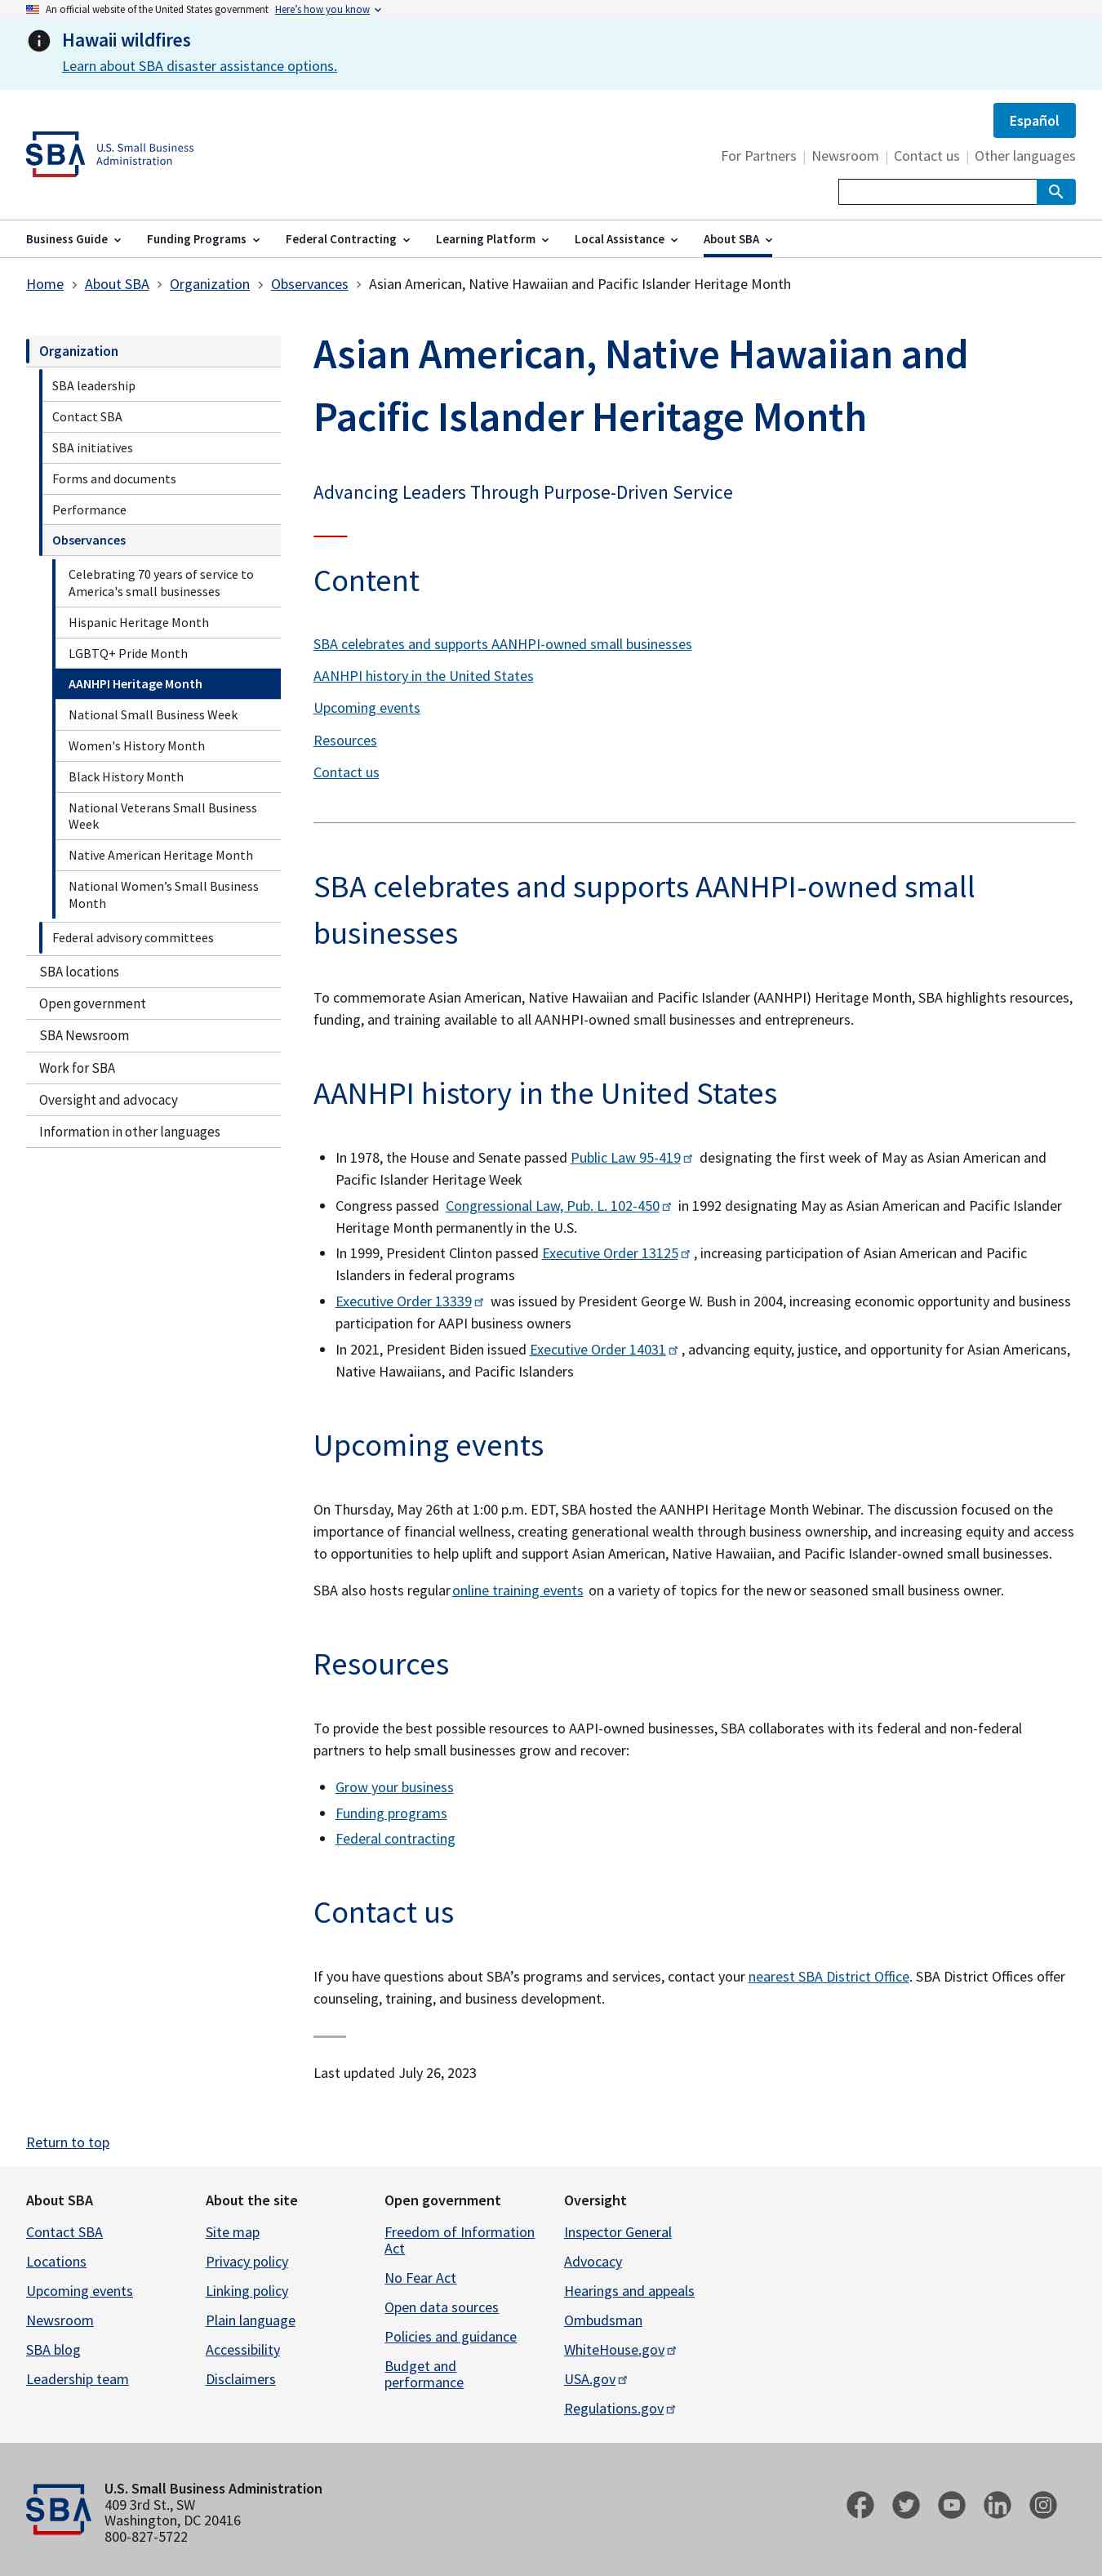 An official website of the United States government Here's how you know
Hawaii wildfires
Learn about SBA disaster assistance options.
Español
SBA U.S. Small Business
Administration
For Partners | Newsroom | Contact us | Other languages
Business Guide Funding Programs Federal Contracting Learning Platform Local Assistance About SBA
Home > About SBA > Organization > Observances > Asian American, Native Hawaiian and Pacific Islander Heritage Month
Organization
SBA leadership
Contact SBA
SBA initiatives
Forms and documents
Performance
Observances
Celebrating 70 years of service to
America's small businesses
Hispanic Heritage Month
LGBTQ+ Pride Month
AANHPI Heritage Month
National Small Business Week
Women's History Month
Black History Month
National Veterans Small Business
Week
Native American Heritage Month
National Women’s Small Business
Month
Federal advisory committees
SBA locations
Open government
SBA Newsroom
Work for SBA
Oversight and advocacy
Information in other languages
Asian American, Native Hawaiian and
Pacific Islander Heritage Month
Advancing Leaders Through Purpose-Driven Service
Content
SBA celebrates and supports AANHPI-owned small businesses
AANHPI history in the United States
Upcoming events
Resources
Contact us
SBA celebrates and supports AANHPI-owned small
businesses
To commemorate Asian American, Native Hawaiian and Pacific Islander (AANHPI) Heritage Month, SBA highlights resources,
funding, and training available to all AANHPI-owned small businesses and entrepreneurs.
AANHPI history in the United States
• In 1978, the House and Senate passed Public Law 95-419 designating the first week of May as Asian American and
Pacific Islander Heritage Week
• Congress passed Congressional Law, Pub. L. 102-450 in 1992 designating May as Asian American and Pacific Islander
Heritage Month permanently in the U.S.
• In 1999, President Clinton passed Executive Order 13125 , increasing participation of Asian American and Pacific
Islanders in federal programs
• Executive Order 13339 was issued by President George W. Bush in 2004, increasing economic opportunity and business
participation for AAPI business owners
• In 2021, President Biden issued Executive Order 14031 , advancing equity, justice, and opportunity for Asian Americans,
Native Hawaiians, and Pacific Islanders
Upcoming events
On Thursday, May 26th at 1:00 p.m. EDT, SBA hosted the AANHPI Heritage Month Webinar. The discussion focused on the
importance of financial wellness, creating generational wealth through business ownership, and increasing equity and access
to opportunities to help uplift and support Asian American, Native Hawaiian, and Pacific Islander-owned small businesses.
SBA also hosts regular online training events on a variety of topics for the new or seasoned small business owner.
Resources
To provide the best possible resources to AAPI-owned businesses, SBA collaborates with its federal and non-federal
partners to help small businesses grow and recover:
• Grow your business
• Funding programs
• Federal contracting
Contact us
If you have questions about SBA’s programs and services, contact your nearest SBA District Office. SBA District Offices offer
counseling, training, and business development.
Last updated July 26, 2023
Return to top
About SBA
Contact SBA
Locations
Upcoming events
Newsroom
SBA blog
Leadership team
About the site
Site map
Privacy policy
Linking policy
Plain language
Accessibility
Disclaimers
Open government
Freedom of Information
Act
No Fear Act
Open data sources
Policies and guidance
Budget and
performance
Oversight
Inspector General
Advocacy
Hearings and appeals
Ombudsman
WhiteHouse.gov
USA.gov
Regulations.gov
SBA
U.S. Small Business Administration
409 3rd St., SW
Washington, DC 20416
800-827-5722